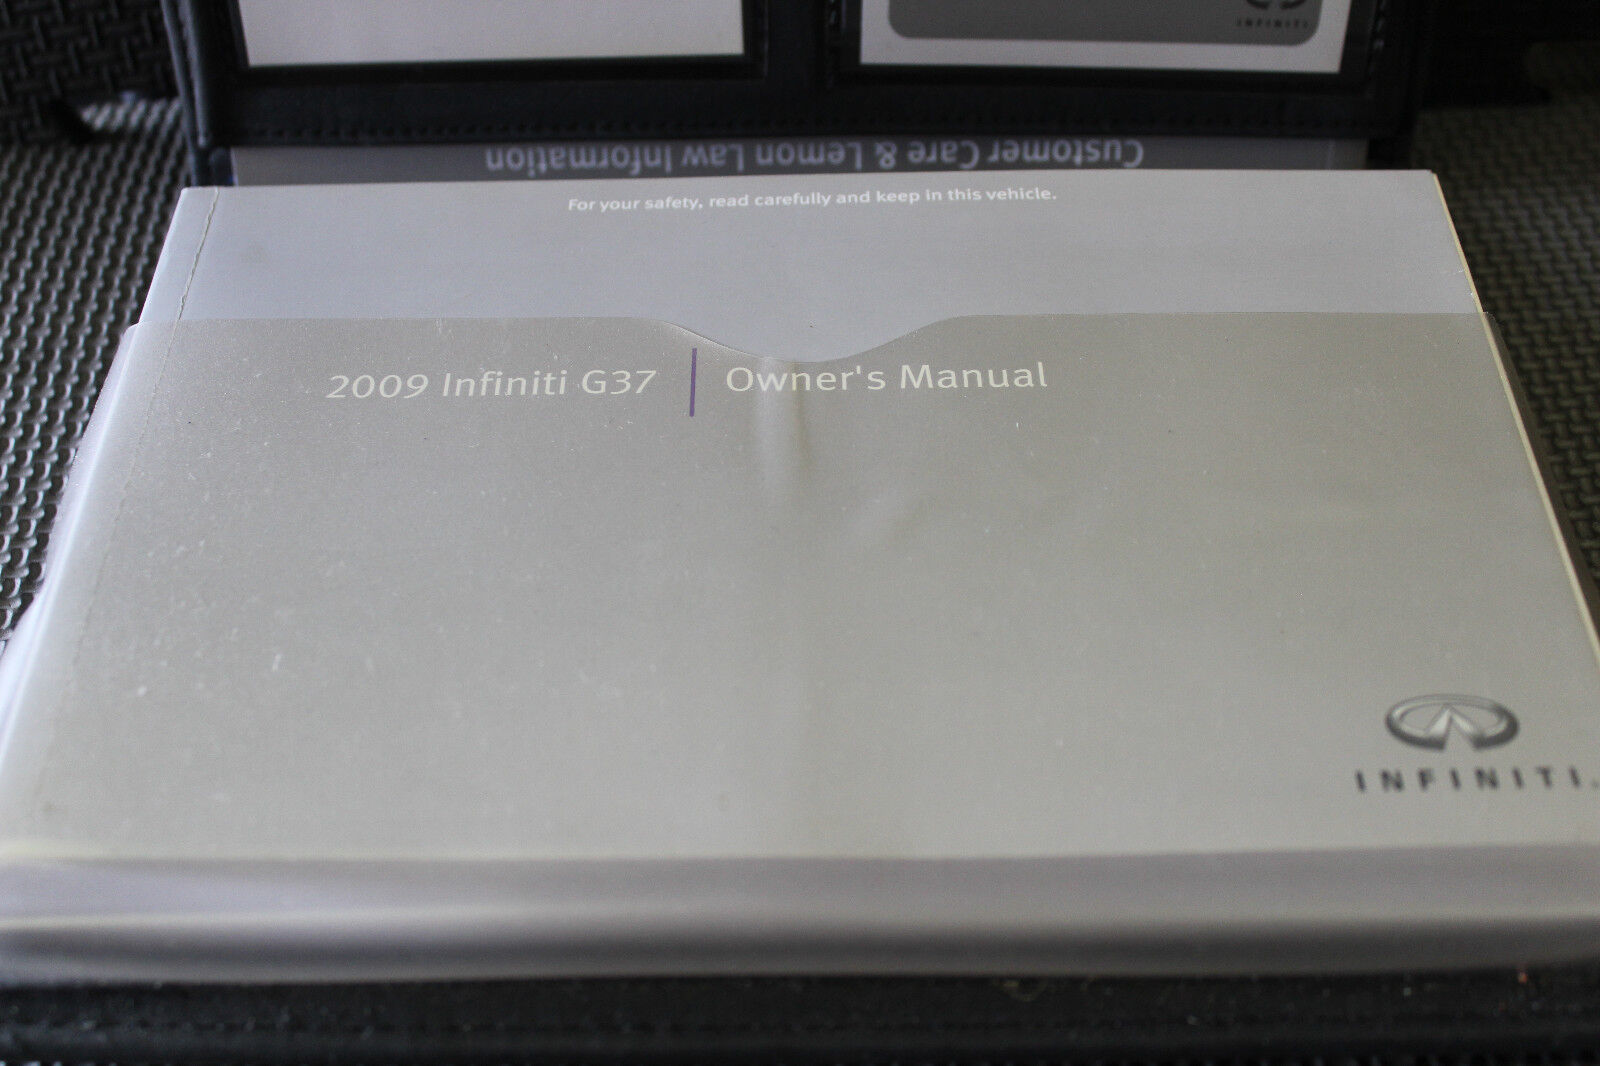 INFINITI
Customer Care & Lemon Law Information
For your safety, read carefully and keep in this vehicle.
2009 Infiniti G37 | Owner's Manual
INFINITI.